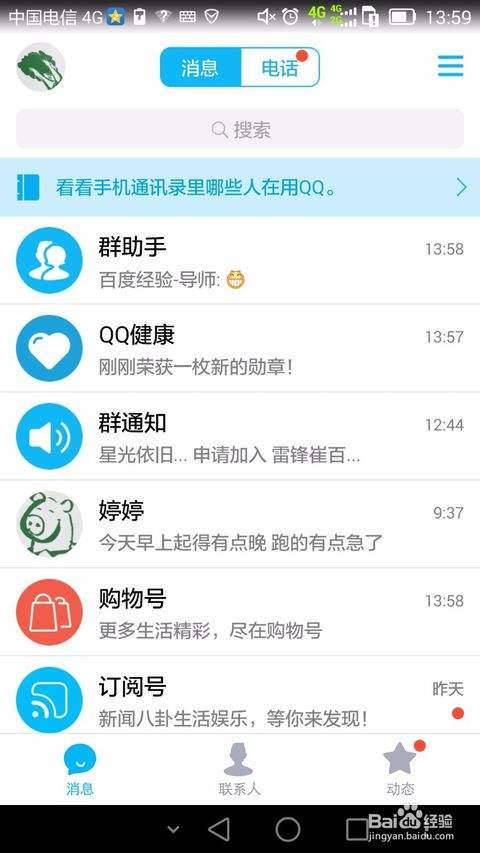 中国电信 4G 4G 4G 2G 13:59
消息 电话
搜索
看看手机通讯录里哪些人在用QQ。
群助手 13:58
百度经验-导师: 😁
QQ健康 13:57
刚刚荣获一枚新的勋章！
群通知 12:44
星光依旧... 申请加入 雷锋崔百...
婷婷 9:37
今天早上起得有点晚 跑的有点急了
购物号 13:58
更多生活精彩，尽在购物号
订阅号 昨天
新闻八卦生活娱乐，等你来发现！
消息 联系人 动态
Baidu 经验
jingyan.baidu.com